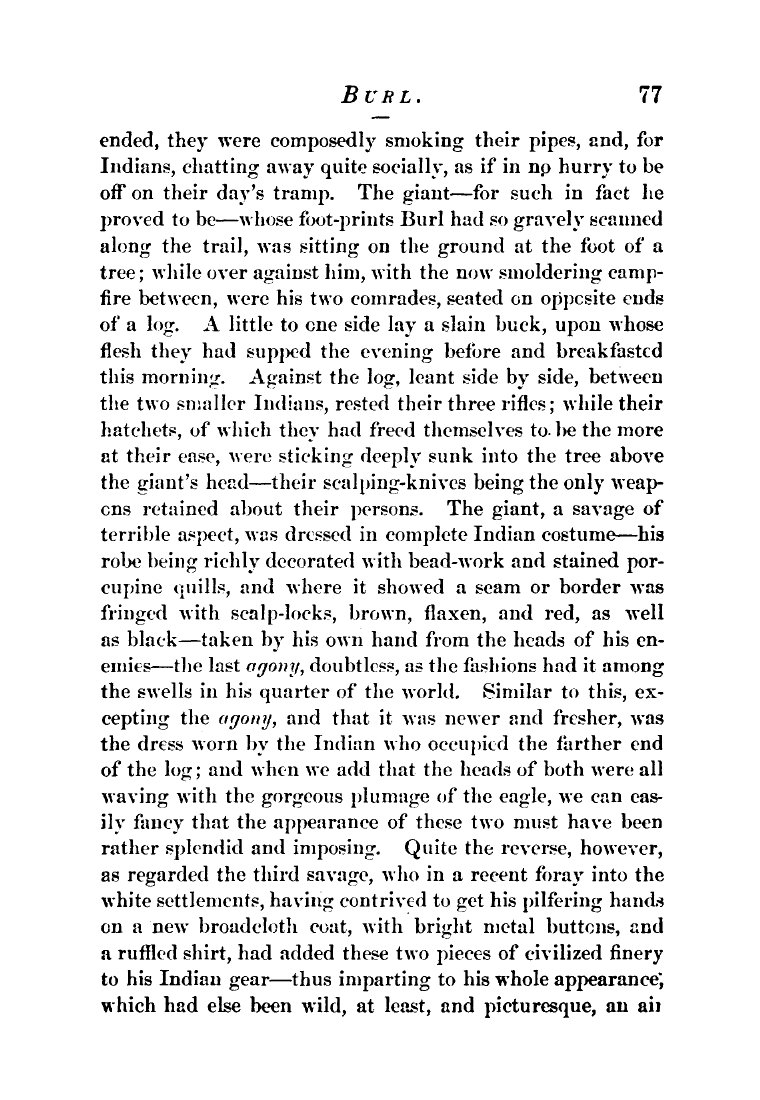 BURL. 77
ended, they were composedly smoking their pipes, and, for
Indians, chatting away quite socially, as if in no hurry to be
off on their day's tramp. The giant—for such in fact he
proved to be—whose foot-prints Burl had so gravely scanned
along the trail, was sitting on the ground at the foot of a
tree; while over against him, with the now smoldering camp-
fire between, were his two comrades, seated on opposite ends
of a log. A little to one side lay a slain buck, upon whose
flesh they had supped the evening before and breakfasted
this morning. Against the log, leant side by side, between
the two smaller Indians, rested their three rifles; while their
hatchets, of which they had freed themselves to be the more
at their ease, were sticking deeply sunk into the tree above
the giant's head—their scalping-knives being the only weap-
ons retained about their persons. The giant, a savage of
terrible aspect, was dressed in complete Indian costume—his
robe being richly decorated with bead-work and stained por-
cupine quills, and where it showed a seam or border was
fringed with scalp-locks, brown, flaxen, and red, as well
as black—taken by his own hand from the heads of his en-
emies—the last agony, doubtless, as the fashions had it among
the swells in his quarter of the world. Similar to this, ex-
cepting the agony, and that it was newer and fresher, was
the dress worn by the Indian who occupied the farther end
of the log; and when we add that the heads of both were all
waving with the gorgeous plumage of the eagle, we can eas-
ily fancy that the appearance of these two must have been
rather splendid and imposing. Quite the reverse, however,
as regarded the third savage, who in a recent foray into the
white settlements, having contrived to get his pilfering hands
on a new broadcloth coat, with bright metal buttons, and
a ruffled shirt, had added these two pieces of civilized finery
to his Indian gear—thus imparting to his whole appearance,
which had else been wild, at least, and picturesque, an air